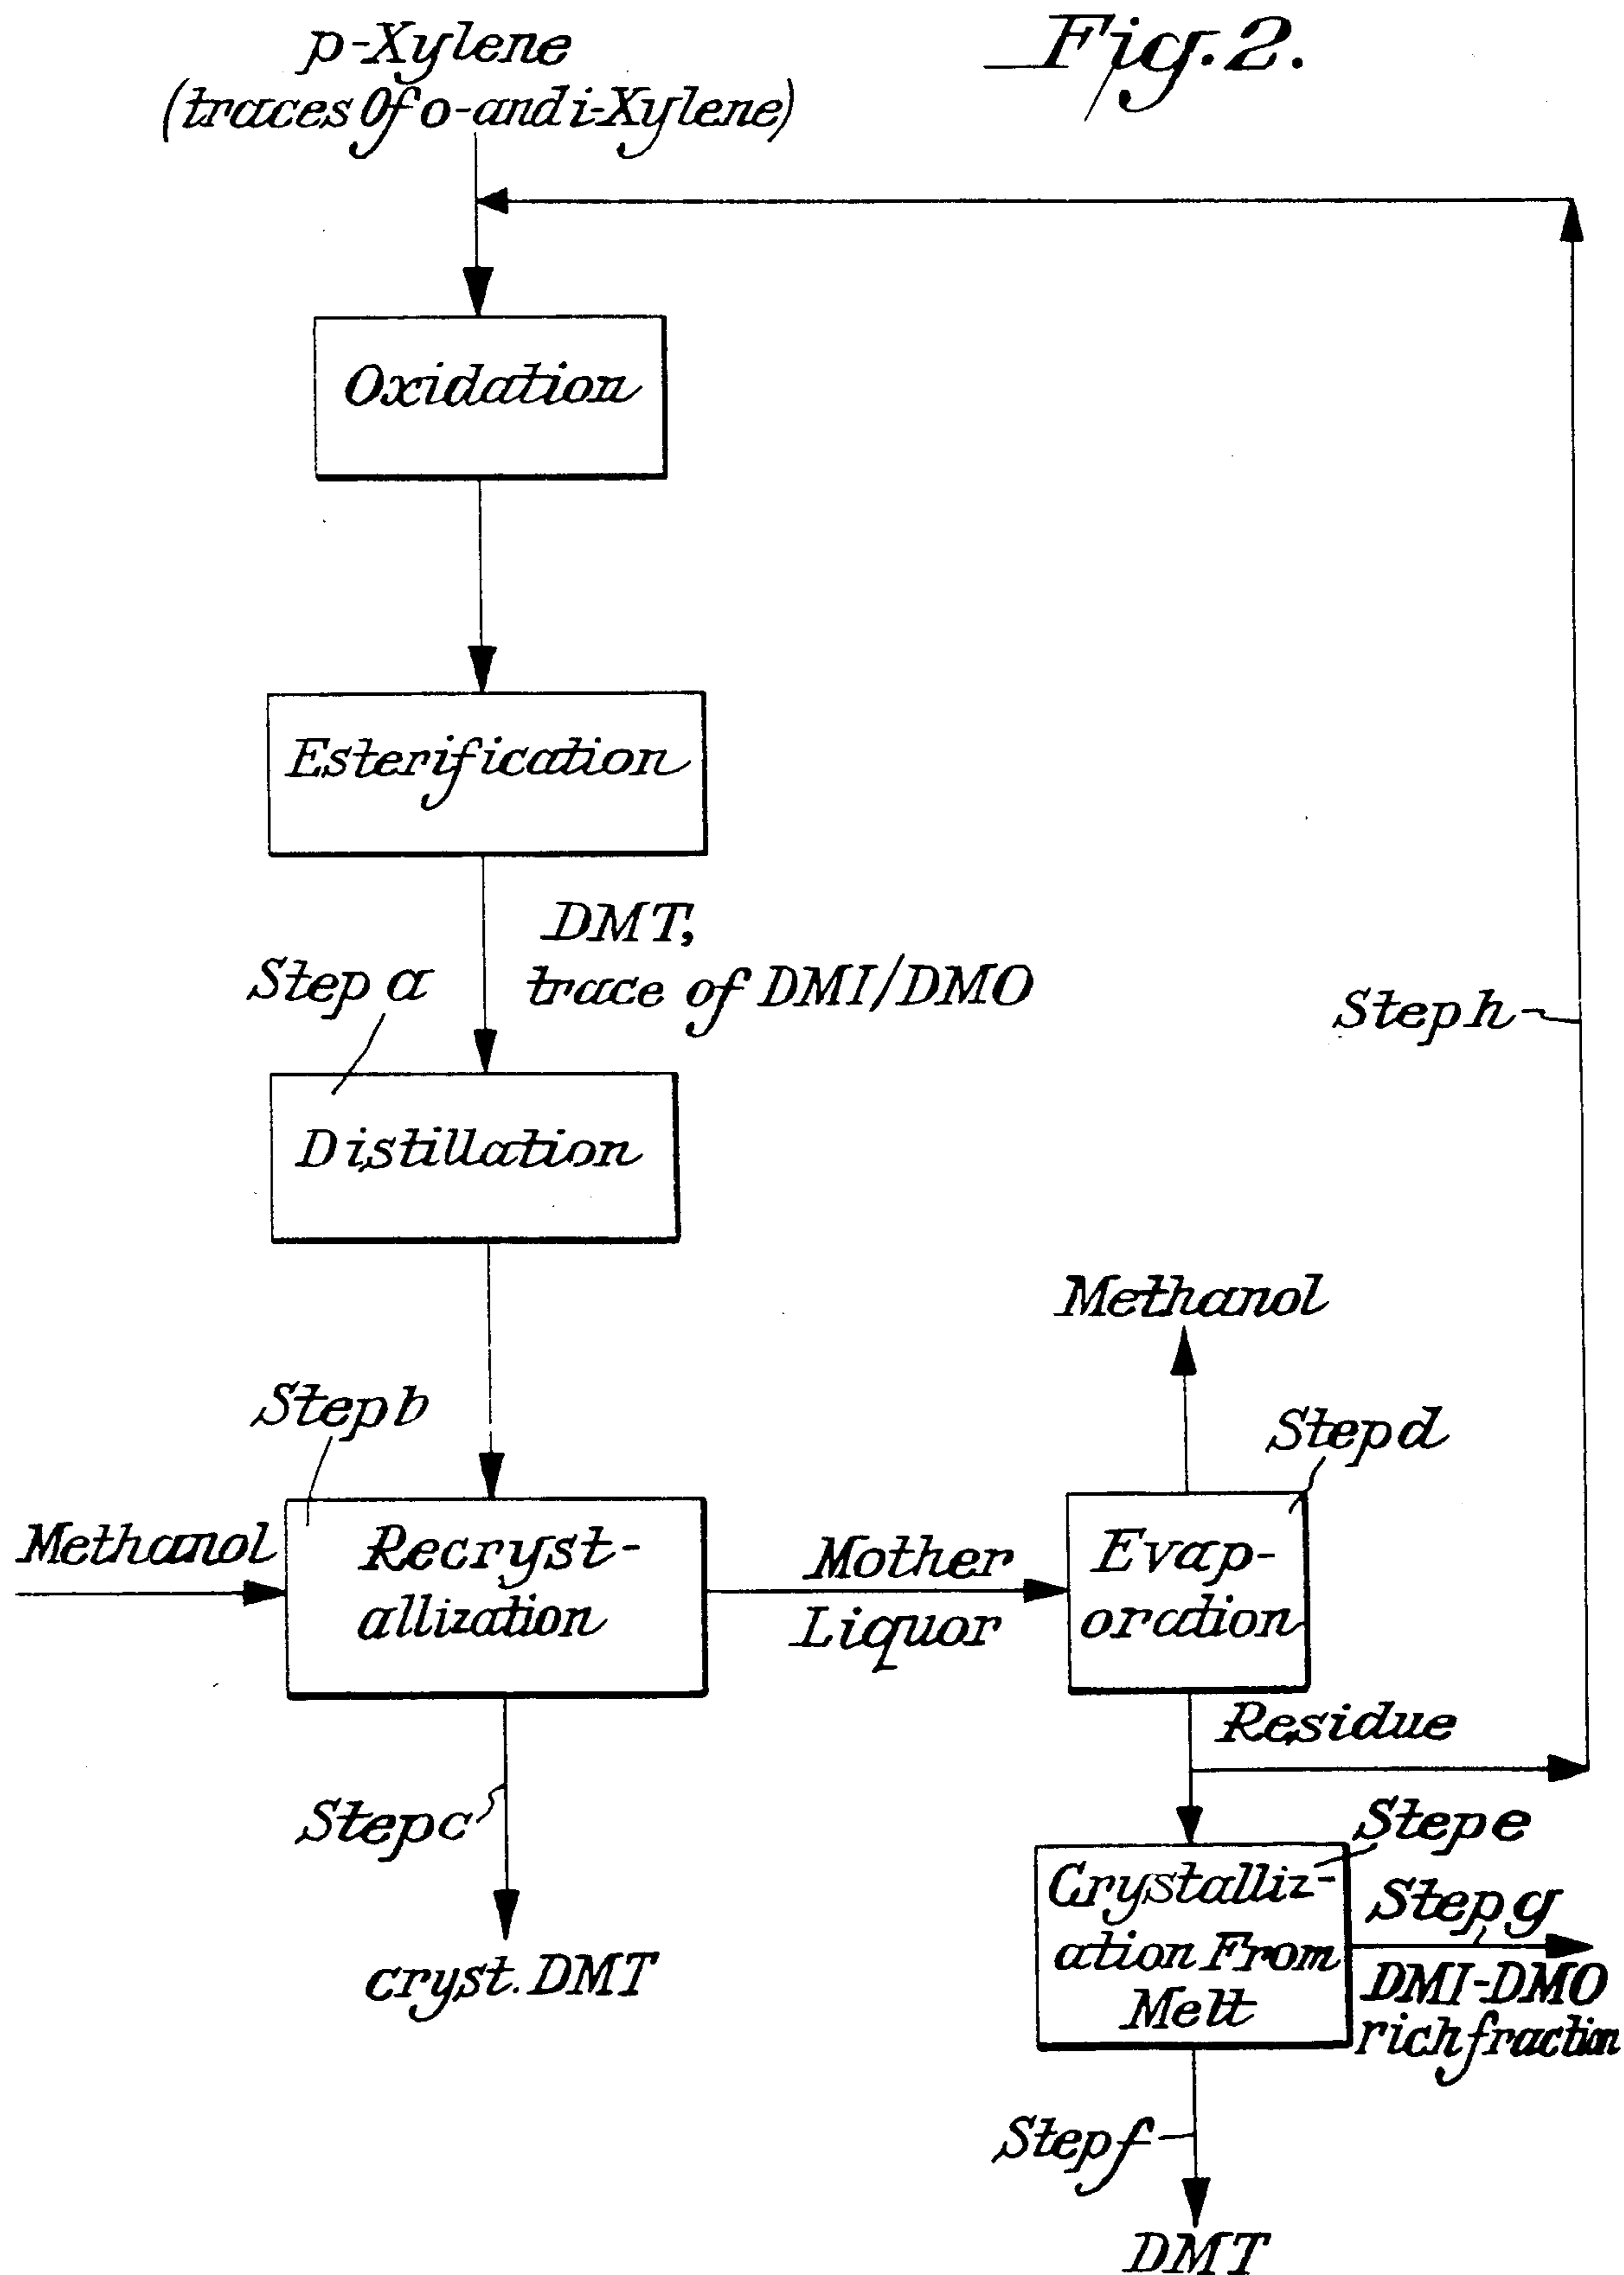 Fig. 2.
p-Xylene
(traces Of o-and i-Xylene)
Oxidation
Esterification
DMT,
trace of DMI/DMO
Step a
Step h
Distillation
Methanol
Step b
Step d
Methanol
Recryst-
allization
Mother
Liquor
Evap-
oration
Residue
Step c
Step e
Crystalliz-
ation From
Melt
Step g
DMI-DMO
rich fraction
cryst. DMT
Step f
DMT